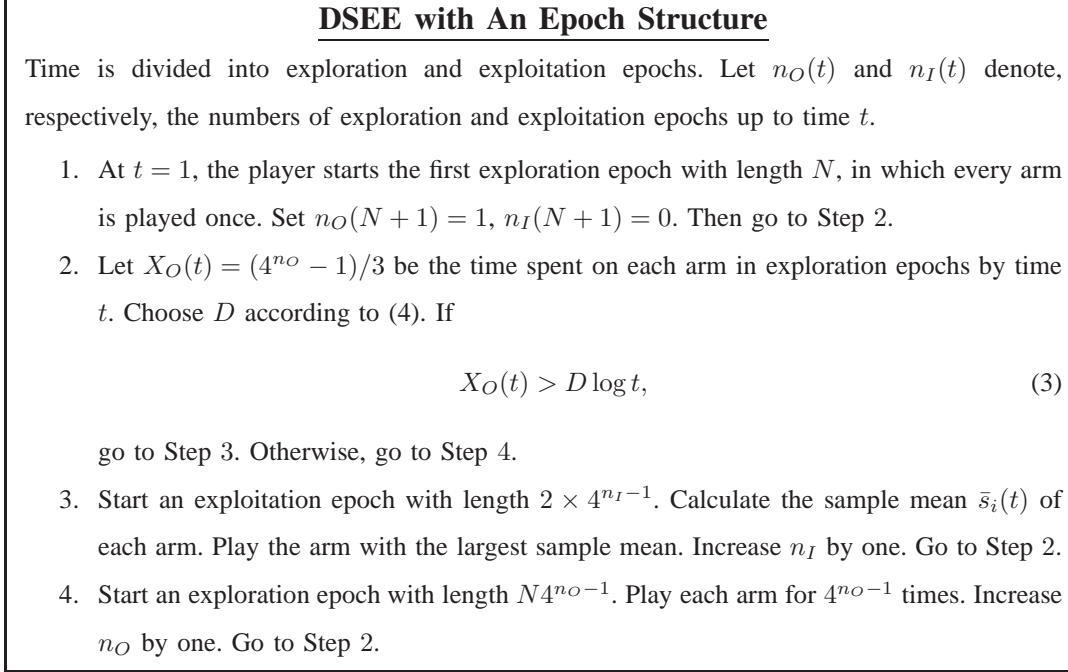 DSEE with An Epoch Structure
Time is divided into exploration and exploitation epochs. Let $n_O(t)$ and $n_I(t)$ denote,
respectively, the numbers of exploration and exploitation epochs up to time $t$.
1. At $t = 1$, the player starts the first exploration epoch with length $N$, in which every arm
is played once. Set $n_O(N + 1) = 1$, $n_I(N + 1) = 0$. Then go to Step 2.
2. Let $X_O(t) = (4^{n_O} - 1)/3$ be the time spent on each arm in exploration epochs by time
$t$. Choose $D$ according to (4). If
$X_O(t) > D \log t,$ (3)
go to Step 3. Otherwise, go to Step 4.
3. Start an exploitation epoch with length $2 \times 4^{n_I-1}$. Calculate the sample mean $\bar{s}_i(t)$ of
each arm. Play the arm with the largest sample mean. Increase $n_I$ by one. Go to Step 2.
4. Start an exploration epoch with length $N4^{n_O-1}$. Play each arm for $4^{n_O-1}$ times. Increase
$n_O$ by one. Go to Step 2.